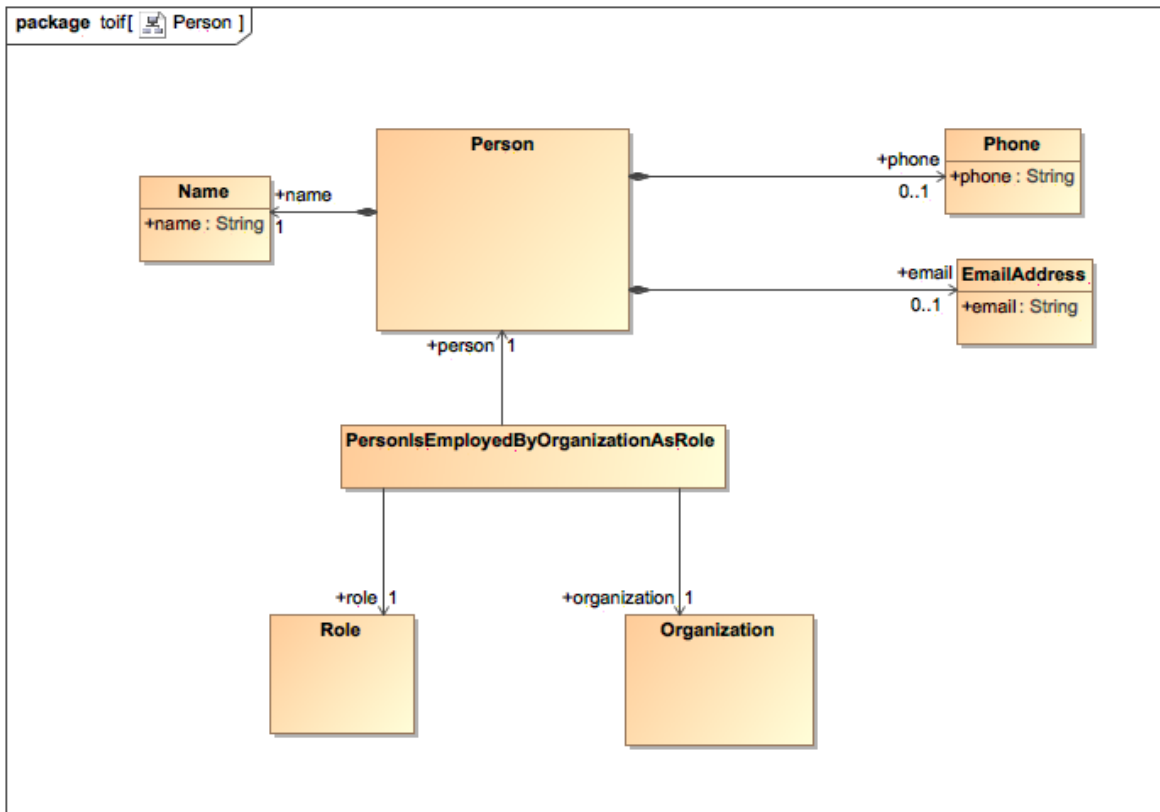 package toif[ Person ]
Person
Phone
+phone
+phone : String
0..1
Name
+name
+name : String
1
+email
EmailAddress
0..1
+email : String
+person 1
PersonIsEmployedByOrganizationAsRole
+role 1
+organization 1
Role
Organization